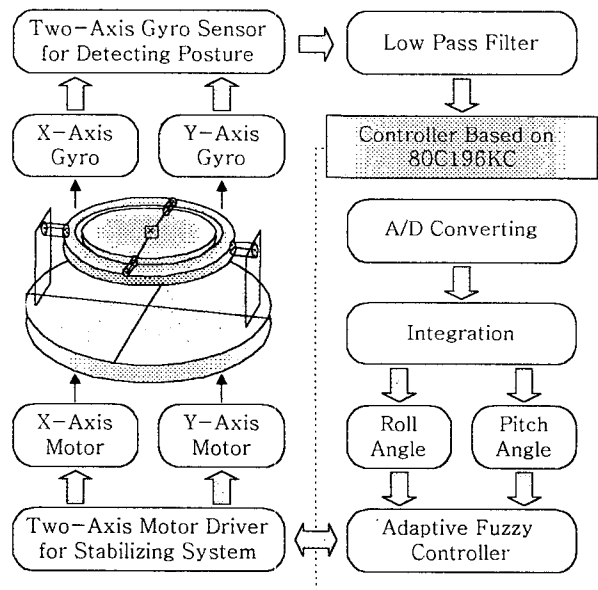 Two-Axis Gyro Sensor
for Detecting Posture
Low Pass Filter
X-Axis
Gyro
Y-Axis
Gyro
Controller Based on
80C196KC
A/D Converting
Integration
X-Axis
Motor
Y-Axis
Motor
Roll
Angle
Pitch
Angle
Two-Axis Motor Driver
for Stabilizing System
Adaptive Fuzzy
Controller